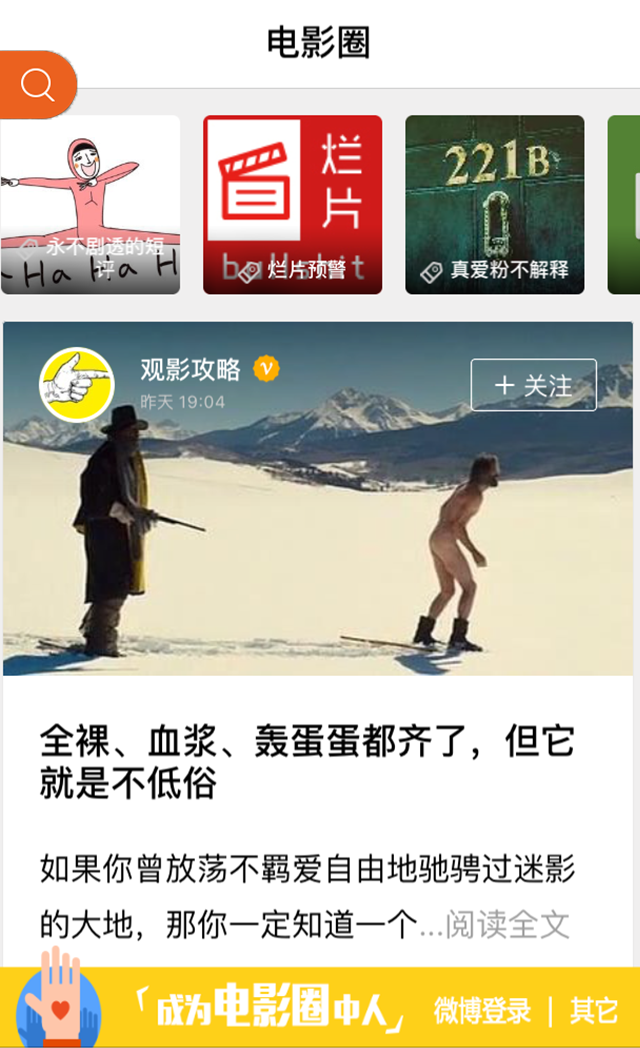 电影圈
永不剧透的短
评
Ha Ha H
烂
片
烂片预警
221B
真爱粉不解释
观影攻略
昨天 19:04
+ 关注
全裸、血浆、轰蛋蛋都齐了，但它
就是不低俗
如果你曾放荡不羁爱自由地驰骋过迷影
的大地，那你一定知道一个...阅读全文
「成为电影圈中人」 微博登录 | 其它